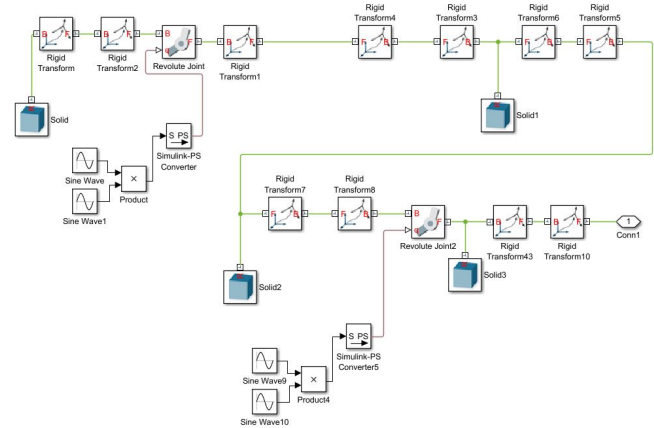 Rigid
Transform4
Rigid
Transform3
Rigid
Transform6
Rigid
Transform5
B
F
B
F
B
F
B
F
F
B
F
B
B
F
B
F
Rigid
Transform
Rigid
Transform2
Revolute Joint
Rigid
Transform1
Solid
Solid1
S PS
Simulink-PS
Converter
Sine Wave
×
Product
Sine Wave1
Rigid
Transform7
Rigid
Transform8
F
B
F
B
B
F
B
F
B
F
1
Conn1
Revolute Joint2
Rigid
Transform43
Rigid
Transform10
Solid2
Solid3
S PS
Simulink-PS
Converter5
Sine Wave9
×
Product4
Sine Wave10